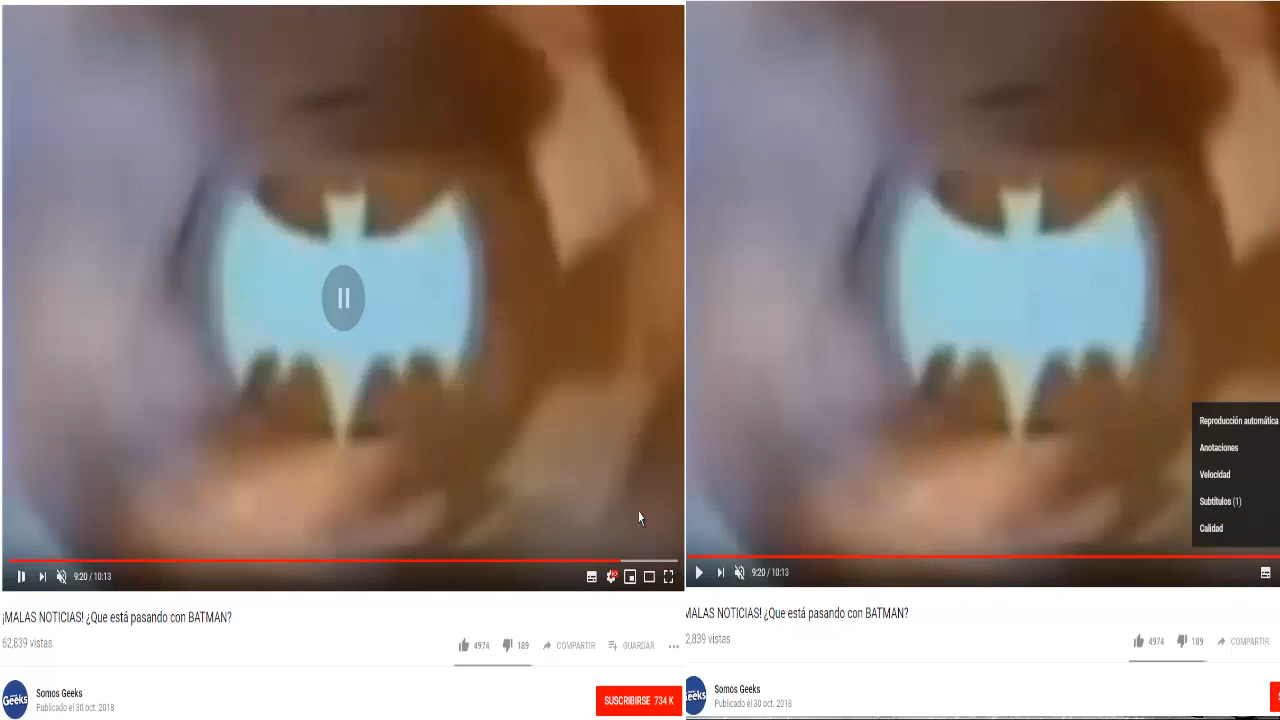 9:20 / 10:13
¡MALAS NOTICIAS! ¿Que está pasando con BATMAN?
62,839 vistas
4974
189
COMPARTIR
GUARDAR
Geeks
Somos Geeks
Publicado el 30 oct. 2018
SUSCRIBIRSE 734 K
Reproducción automática
Anotaciones
Velocidad
Subtítulos (1)
Calidad
9:20 / 10:13
MALAS NOTICIAS! ¿Que está pasando con BATMAN?
2,839 vistas
4974
189
COMPARTIR
eeks
Somos Geeks
Publicado el 30 oct. 2018